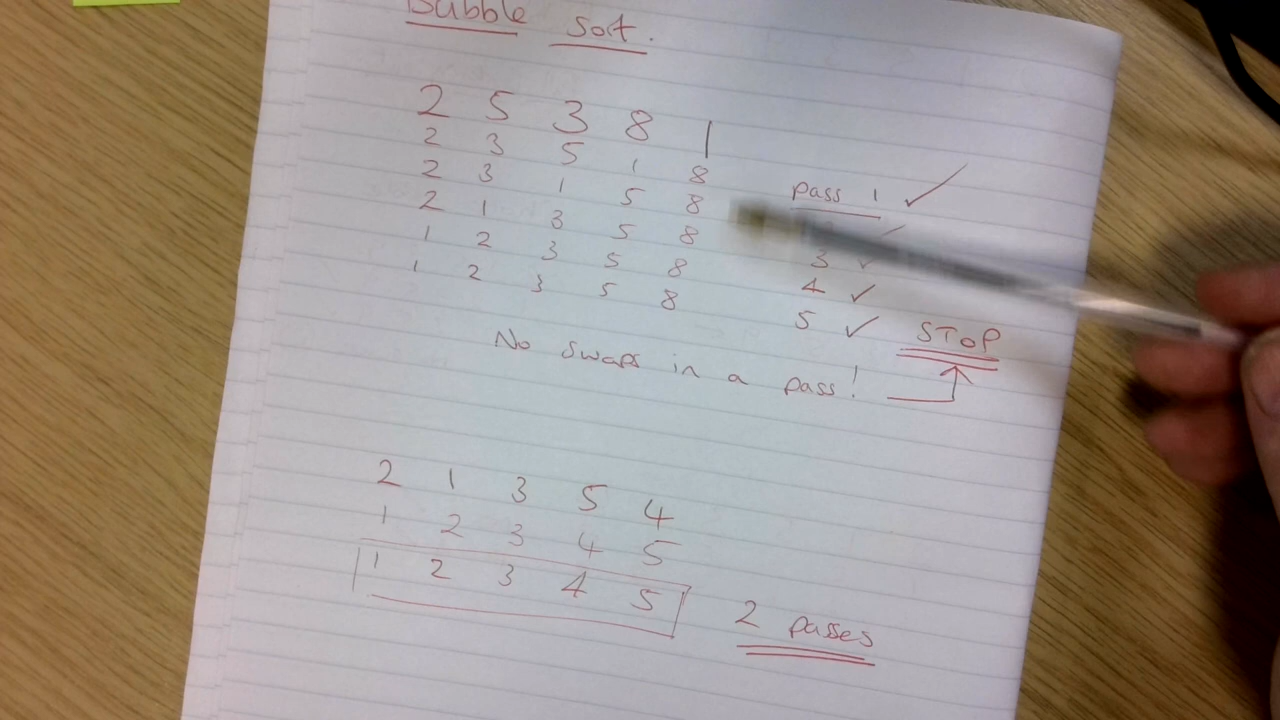 Bubble Sort.
2 5 3 8 1
2 3 5 1 8
2 3 1 5 8 pass 1 ✓
2 1 3 5 8
1 2 3 5 8 3 ✓
1 2 3 5 8 4 ✓
5 ✓ STOP
No swaps in a pass!
2 1 3 5 4
1 2 3 4 5
1 2 3 4 5
2 passes